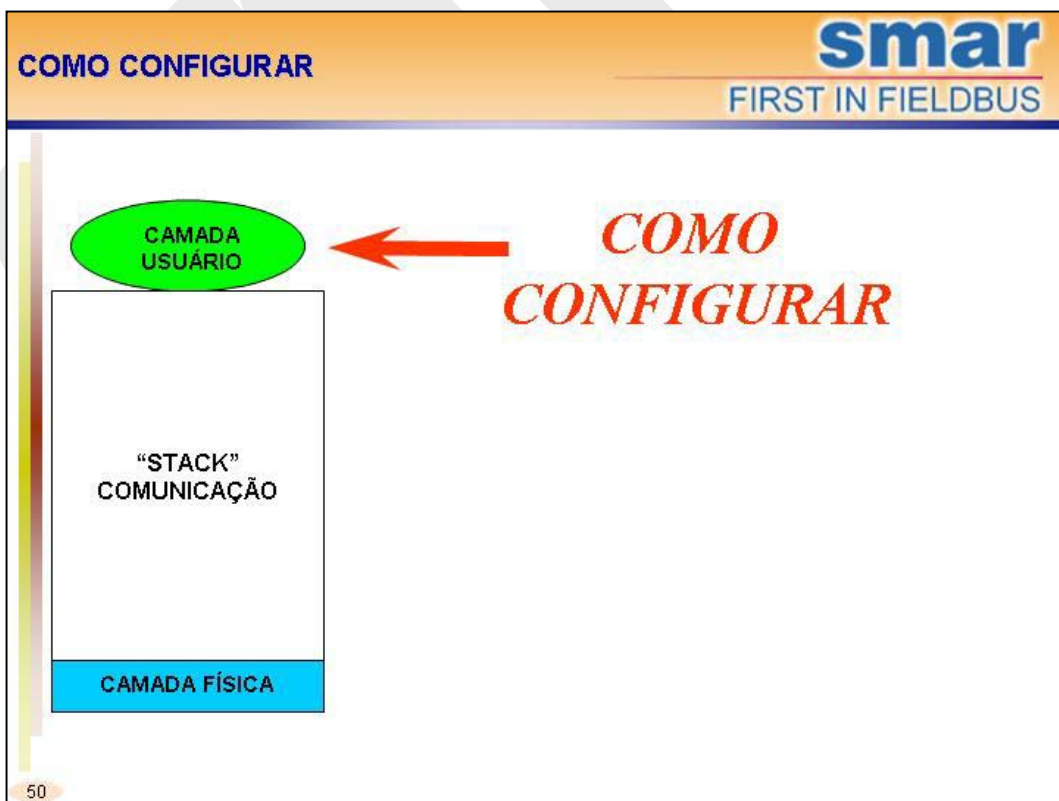 COMO CONFIGURAR
smar
FIRST IN FIELDBUS
CAMADA
USUÁRIO
COMO
CONFIGURAR
“STACK”
COMUNICAÇÃO
CAMADA FÍSICA
50